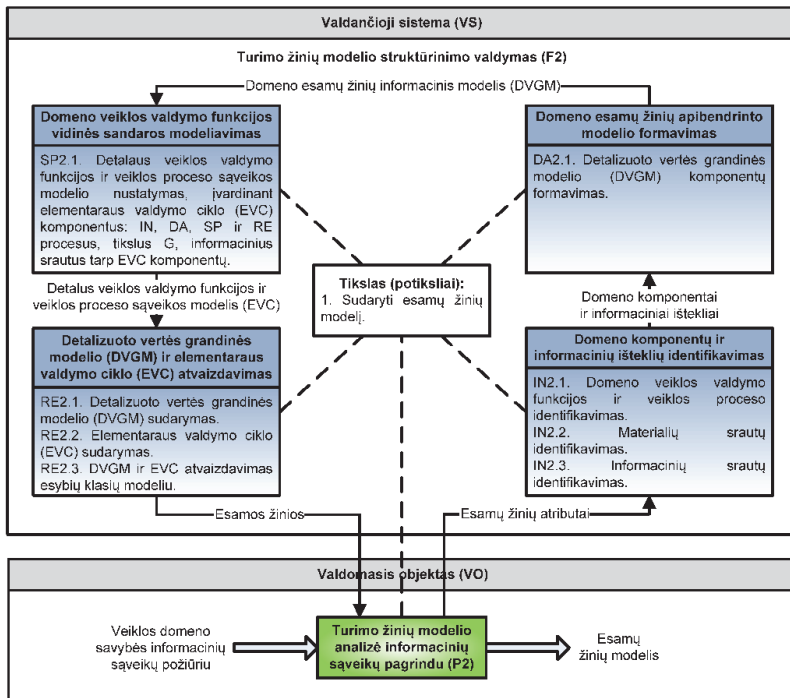 Valdančioji sistema (VS)
Turimo žinių modelio struktūrinimo valdymas (F2)
Domeno esamų žinių informacinis modelis (DVGM)
Domeno veiklos valdymo funkcijos
vidinės sandaros modeliavimas
SP2.1. Detalaus veiklos valdymo
funkcijos ir veiklos proceso sąveikos
modelio nustatymas, įvardinant
elementaraus valdymo ciklo (EVC)
komponentus: IN, DA, SP ir RE
procesus, tikslus G, informacinius
srautus tarp EVC komponentų.
Domeno esamų žinių apibendrinto
modelio formavimas
DA2.1. Detalizuoto vertės grandinės
modelio (DVGM) komponentų
formavimas.
Tikslas (potiksliai):
1. Sudaryti esamų žinių
modelį.
Detalus veiklos valdymo funkcijos ir
veiklos proceso sąveikos modelis (EVC)
Domeno komponentai
ir informaciniai ištekliai
Detalizuoto vertės grandinės
modelio (DVGM) ir elementaraus
valdymo ciklo (EVC) atvaizdavimas
RE2.1. Detalizuoto vertės grandinės
modelio (DVGM) sudarymas.
RE2.2. Elementaraus valdymo ciklo
(EVC) sudarymas.
RE2.3. DVGM ir EVC atvaizdavimas
esybių klasių modeliu.
Domeno komponentų ir
informacinių išteklių identifikavimas
IN2.1. Domeno veiklos valdymo
funkcijos ir veiklos proceso
identifikavimas.
IN2.2. Materialių srautų
identifikavimas.
IN2.3. Informacinių srautų
identifikavimas.
Esamos žinios
Esamų žinių atributai
Valdomasis objektas (VO)
Veiklos domeno
savybės informacinių
sąveikų požiūriu
Turimo žinių modelio
analizė informacinių
sąveikų pagrindu (P2)
Esamų
žinių modelis